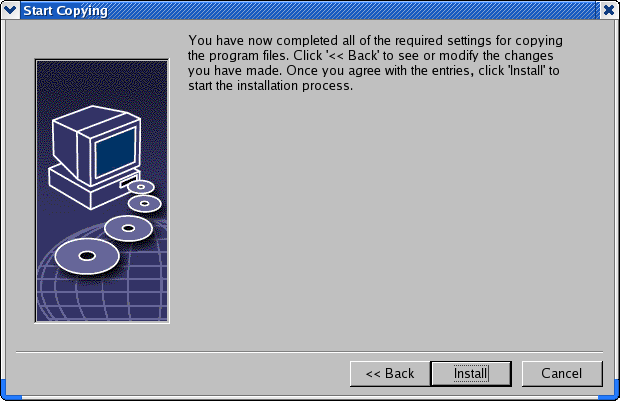 Start Copying
You have now completed all of the required settings for copying
the program files. Click '<< Back' to see or modify the changes
you have made. Once you agree with the entries, click 'Install' to
start the installation process.
<< Back
Install
Cancel